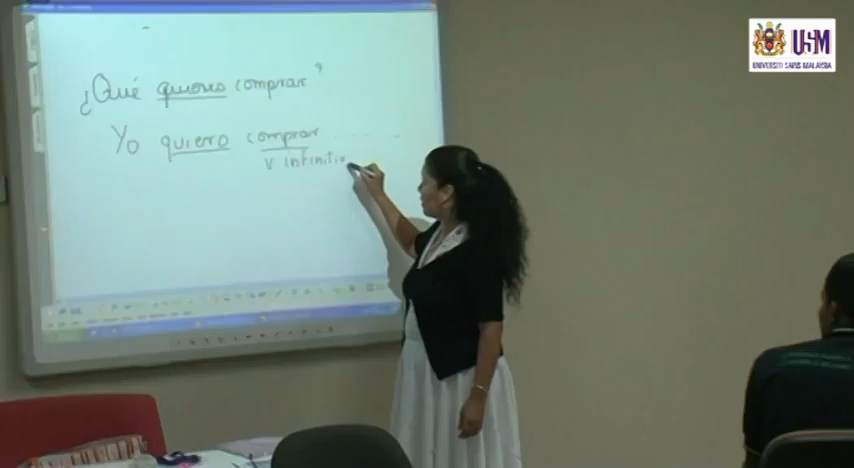 USM
UNIVERSITI SAINS MALAYSIA
¿Qué quieres comprar?
Yo quiero comprar ........
v infinitiv